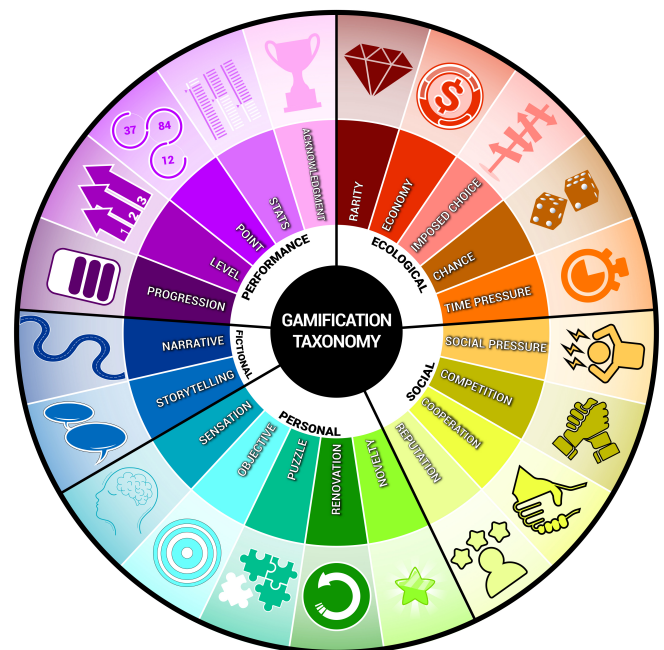 GAMIFICATION
TAXONOMY
ECOLOGICAL
RARITY
ECONOMY
$
IMPOSED CHOICE
CHANCE
TIME PRESSURE
SOCIAL
SOCIAL PRESSURE
COMPETITION
COOPERATION
REPUTATION
PERSONAL
NOVELTY
RENOVATION
PUZZLE
OBJECTIVE
SENSATION
FICTIONAL
STORYTELLING
NARRATIVE
PERFORMANCE
PROGRESSION
LEVEL
1 2 3
POINT
37
84
12
STATS
ACKNOWLEDGMENT